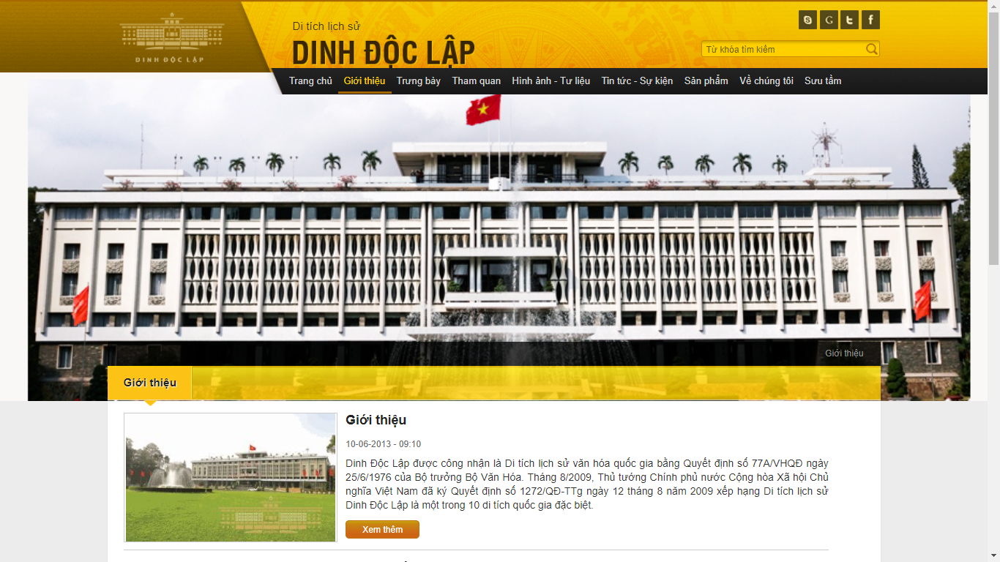 DINH ĐỘC LẬP
Di tích lịch sử
DINH ĐỘC LẬP
Từ khóa tìm kiếm
Trang chủ Giới thiệu Trưng bày Tham quan Hình ảnh - Tư liệu Tin tức - Sự kiện Sản phẩm Về chúng tôi Sưu tầm
Giới thiệu
Giới thiệu
Giới thiệu
10-06-2013 - 09:10
Dinh Độc Lập được công nhận là Di tích lịch sử văn hóa quốc gia bằng Quyết định số 77A/VHQĐ ngày
25/6/1976 của Bộ trưởng Bộ Văn Hóa. Tháng 8/2009, Thủ tướng Chính phủ nước Cộng hòa Xã hội Chủ
nghĩa Việt Nam đã ký Quyết định số 1272/QĐ-TTg ngày 12 tháng 8 năm 2009 xếp hạng Di tích lịch sử
Dinh Độc Lập là một trong 10 di tích quốc gia đặc biệt.
Xem thêm